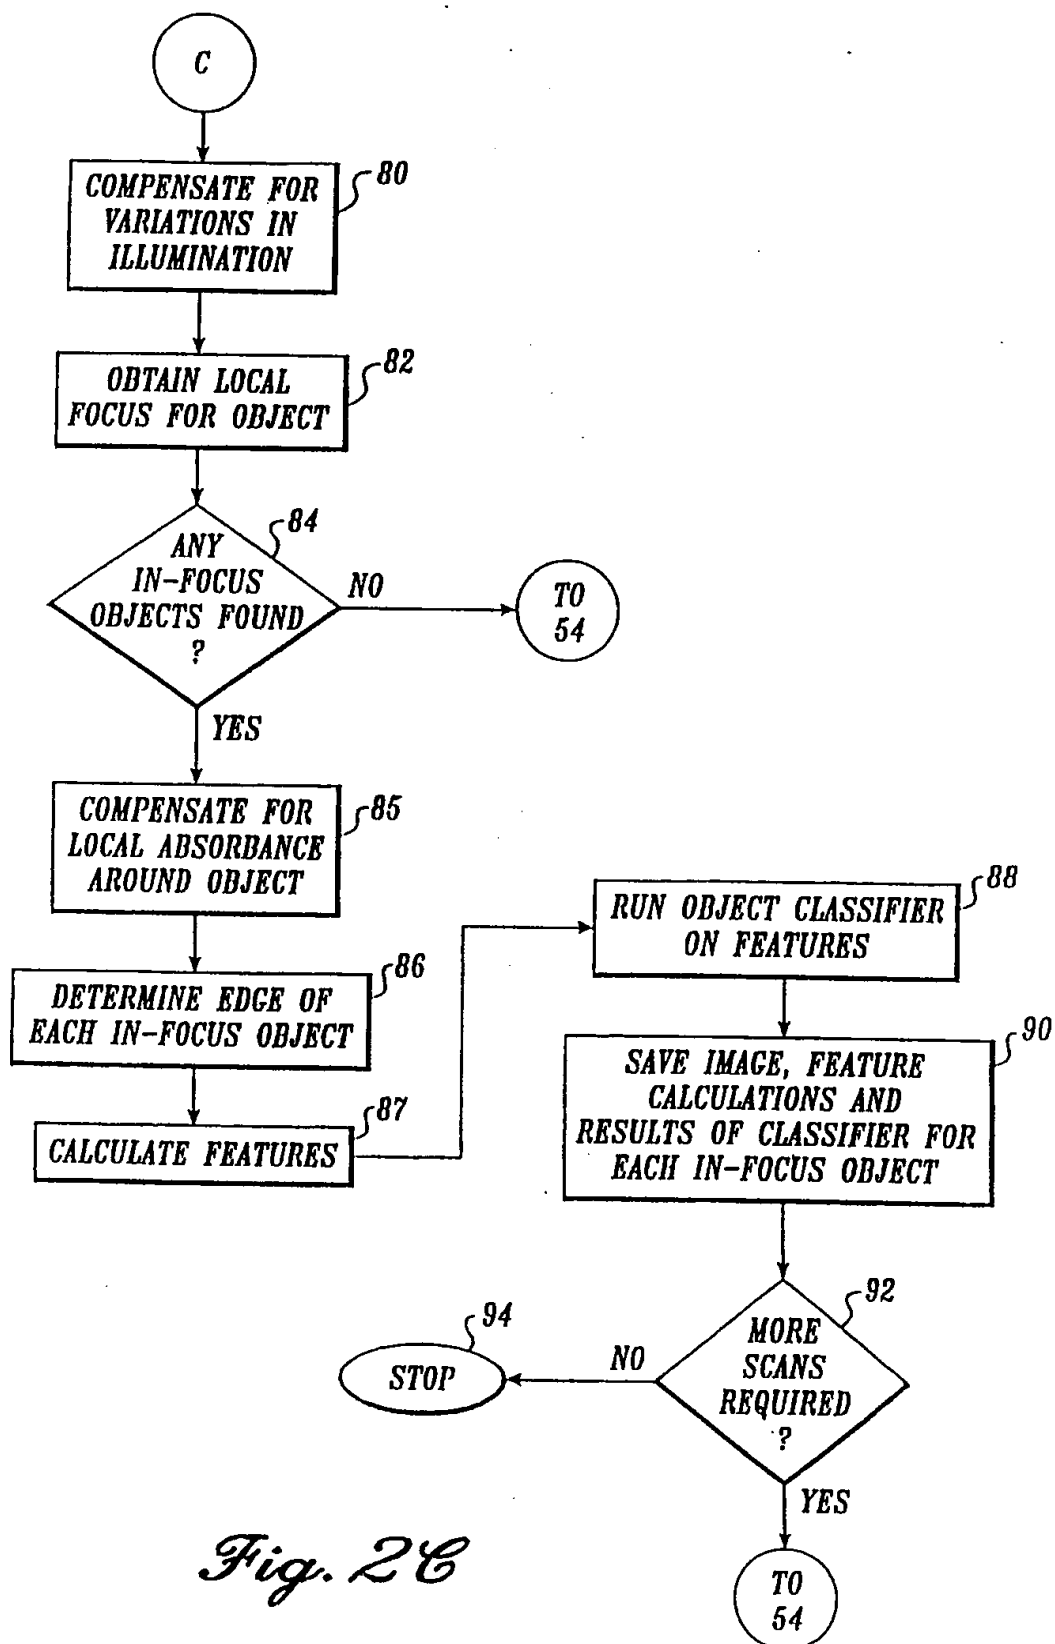 C
80
COMPENSATE FOR
VARIATIONS IN
ILLUMINATION
82
OBTAIN LOCAL
FOCUS FOR OBJECT
84
ANY
IN-FOCUS
OBJECTS FOUND
?
NO
TO
54
YES
85
COMPENSATE FOR
LOCAL ABSORBANCE
AROUND OBJECT
86
DETERMINE EDGE OF
EACH IN-FOCUS OBJECT
87
CALCULATE FEATURES
88
RUN OBJECT CLASSIFIER
ON FEATURES
90
SAVE IMAGE, FEATURE
CALCULATIONS AND
RESULTS OF CLASSIFIER FOR
EACH IN-FOCUS OBJECT
92
MORE
SCANS
REQUIRED
?
NO
94
STOP
YES
TO
54
Fig. 2C